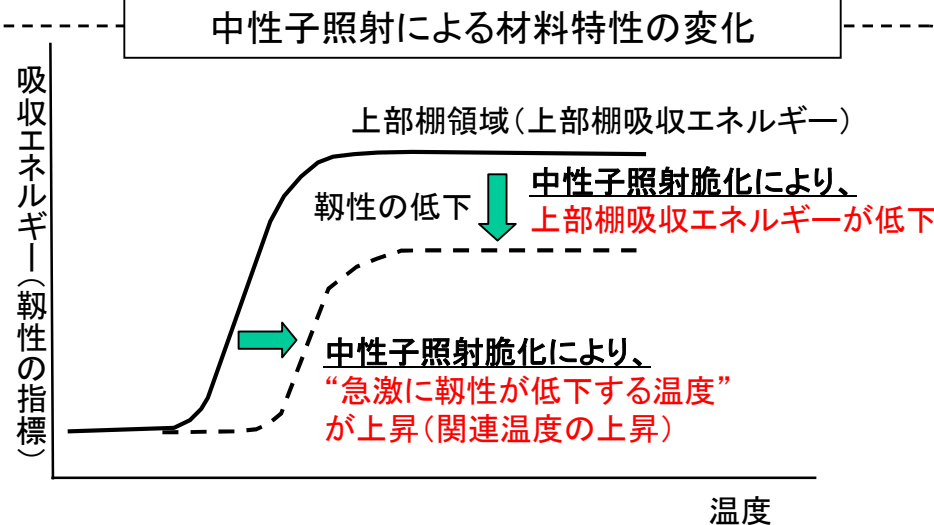 中性子照射による材料特性の変化
吸収エネルギー(靱性の指標)
上部棚領域(上部棚吸収エネルギー)
靱性の低下
中性子照射脆化により、
上部棚吸収エネルギーが低下
中性子照射脆化により、
“急激に靱性が低下する温度”
が上昇(関連温度の上昇)
温度